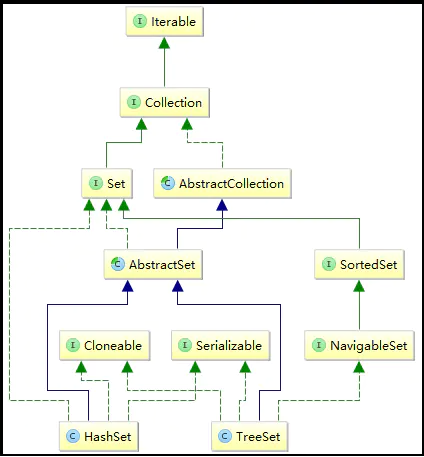 I Iterable
I Collection
I Set
C AbstractCollection
C AbstractSet
I SortedSet
I Cloneable
I Serializable
I NavigableSet
C HashSet
C TreeSet